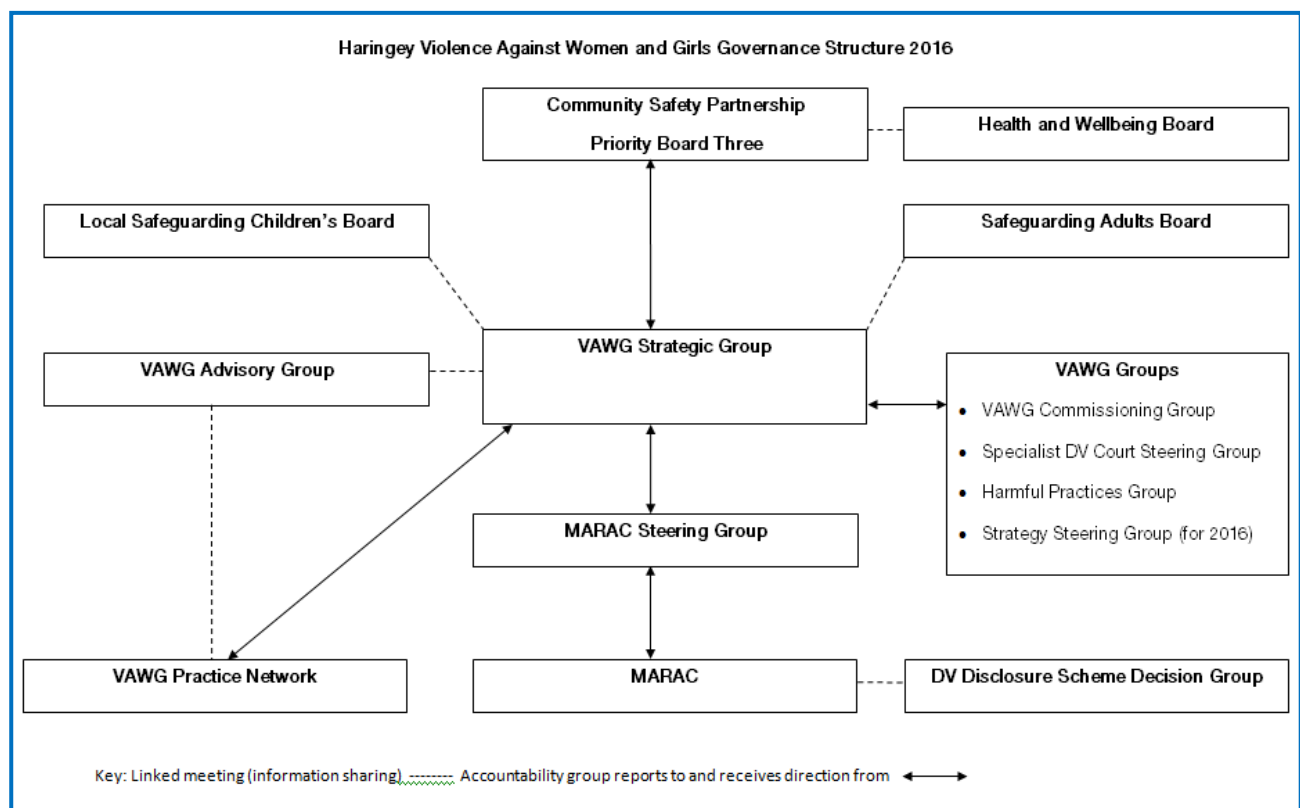 Haringey Violence Against Women and Girls Governance Structure 2016
Community Safety Partnership
Priority Board Three
Health and Wellbeing Board
Local Safeguarding Children’s Board
Safeguarding Adults Board
VAWG Strategic Group
VAWG Advisory Group
VAWG Groups
• VAWG Commissioning Group
• Specialist DV Court Steering Group
• Harmful Practices Group
• Strategy Steering Group (for 2016)
MARAC Steering Group
VAWG Practice Network
MARAC
DV Disclosure Scheme Decision Group
Key: Linked meeting (information sharing) -------- Accountability group reports to and receives direction from